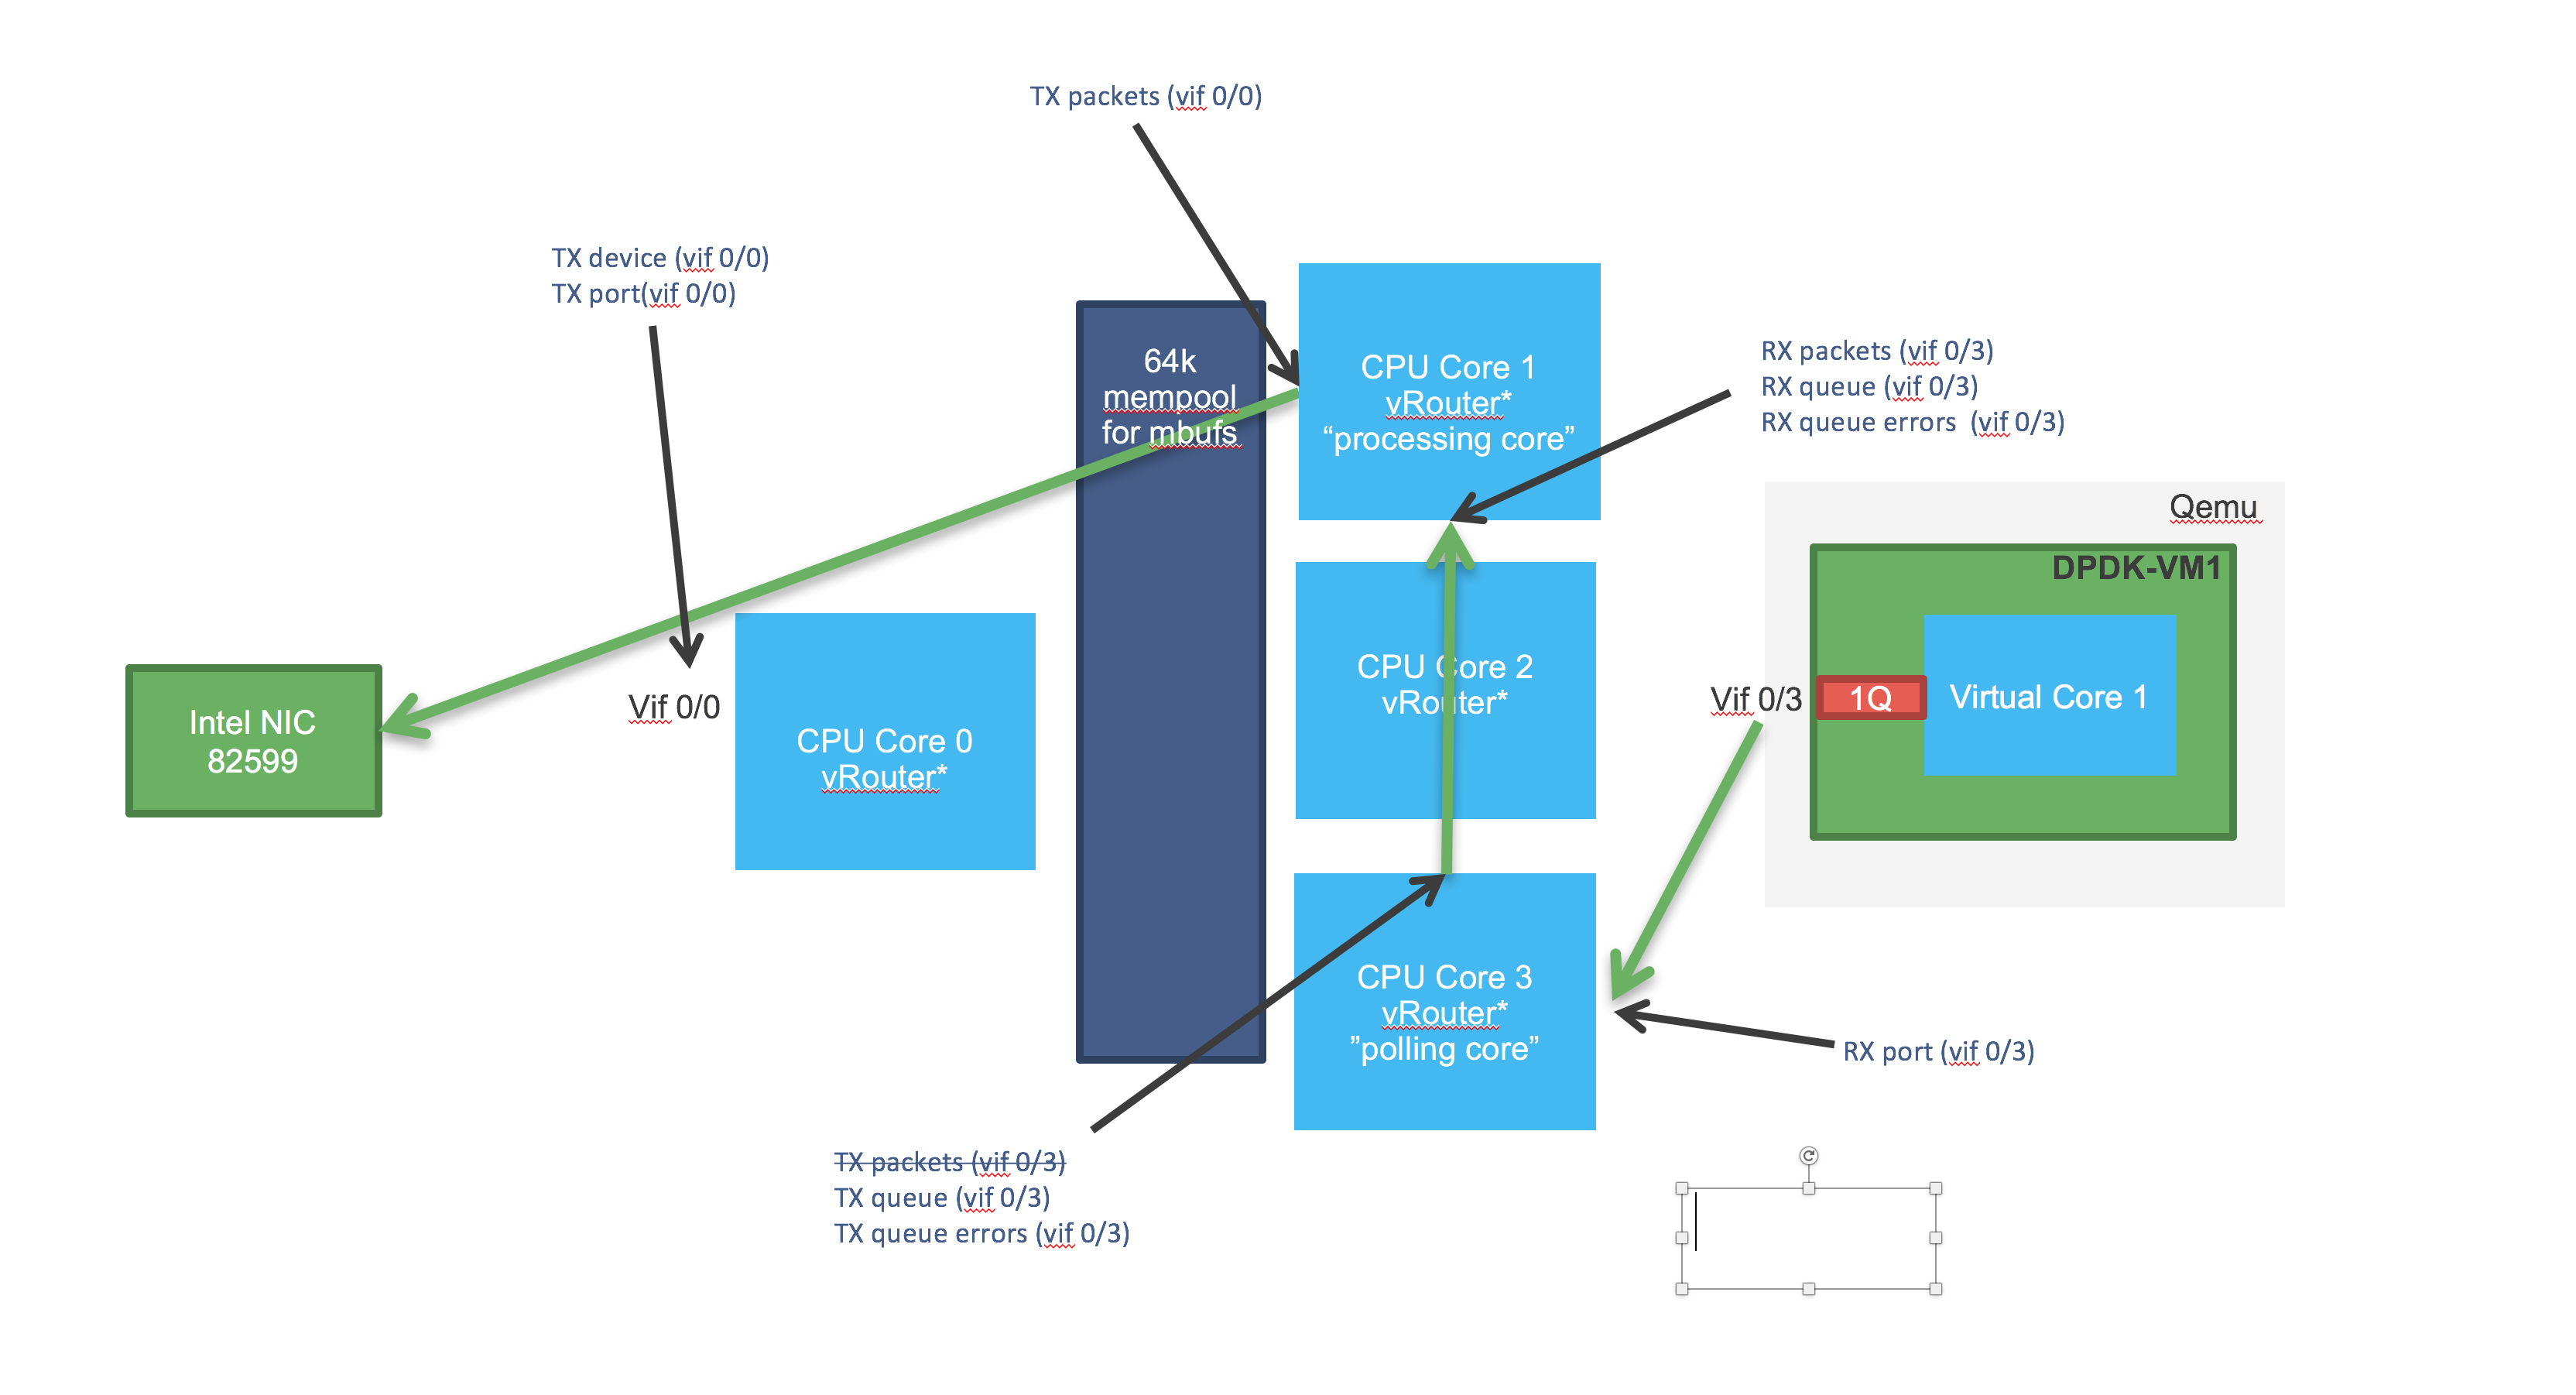 TX packets (vif 0/0)
TX device (vif 0/0)
TX port(vif 0/0)
64k
mempool
for mbufs
CPU Core 1
vRouter*
“processing core”
RX packets (vif 0/3)
RX queue (vif 0/3)
RX queue errors  (vif 0/3)
Qemu
DPDK-VM1
Vif 0/3
1Q
Virtual Core 1
CPU Core 2
vRouter*
Vif 0/0
Intel NIC
82599
CPU Core 0
vRouter*
CPU Core 3
vRouter*
”polling core”
RX port (vif 0/3)
TX packets (vif 0/3)
TX queue (vif 0/3)
TX queue errors (vif 0/3)